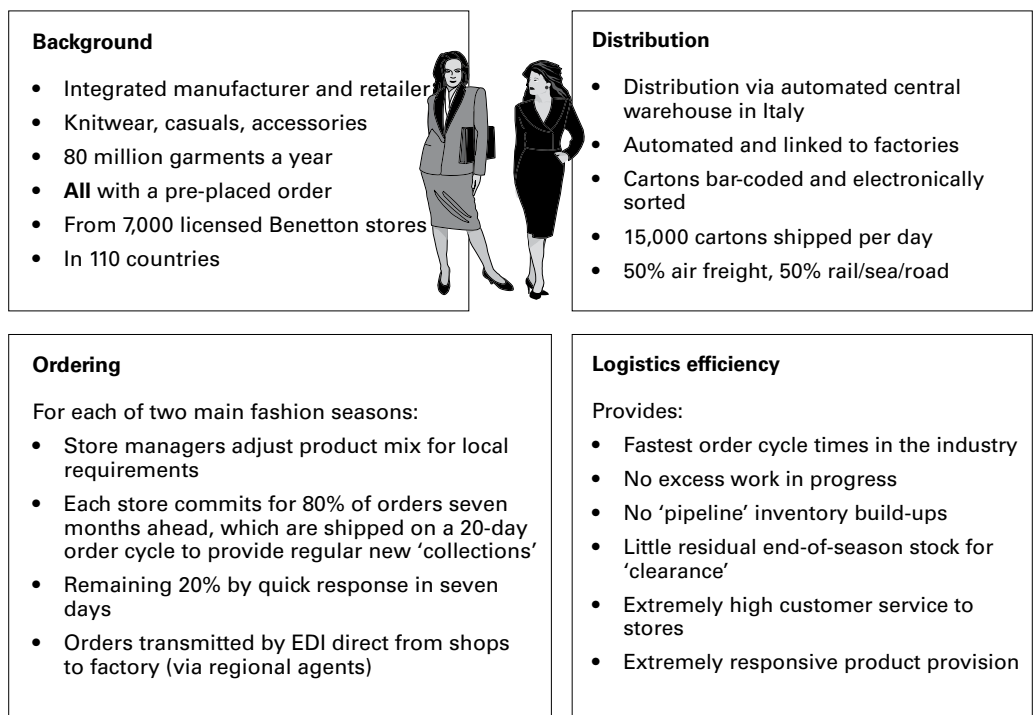 Background
• Integrated manufacturer and retailer
• Knitwear, casuals, accessories
• 80 million garments a year
• All with a pre-placed order
• From 7,000 licensed Benetton stores
• In 110 countries
Distribution
• Distribution via automated central
warehouse in Italy
• Automated and linked to factories
• Cartons bar-coded and electronically
sorted
• 15,000 cartons shipped per day
• 50% air freight, 50% rail/sea/road
Ordering
For each of two main fashion seasons:
• Store managers adjust product mix for local
requirements
• Each store commits for 80% of orders seven
months ahead, which are shipped on a 20-day
order cycle to provide regular new ‘collections’
• Remaining 20% by quick response in seven
days
• Orders transmitted by EDI direct from shops
to factory (via regional agents)
Logistics efficiency
Provides:
• Fastest order cycle times in the industry
• No excess work in progress
• No ‘pipeline’ inventory build-ups
• Little residual end-of-season stock for
‘clearance’
• Extremely high customer service to
stores
• Extremely responsive product provision